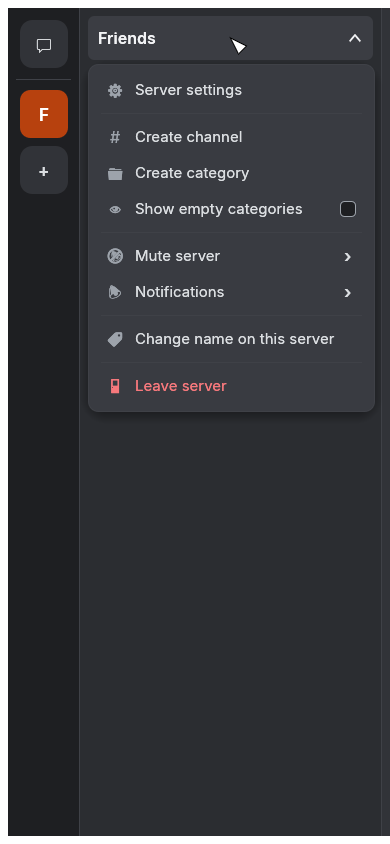 Friends
F
+
Server settings
# Create channel
Create category
Show empty categories
Mute server
Notifications
Change name on this server
Leave server